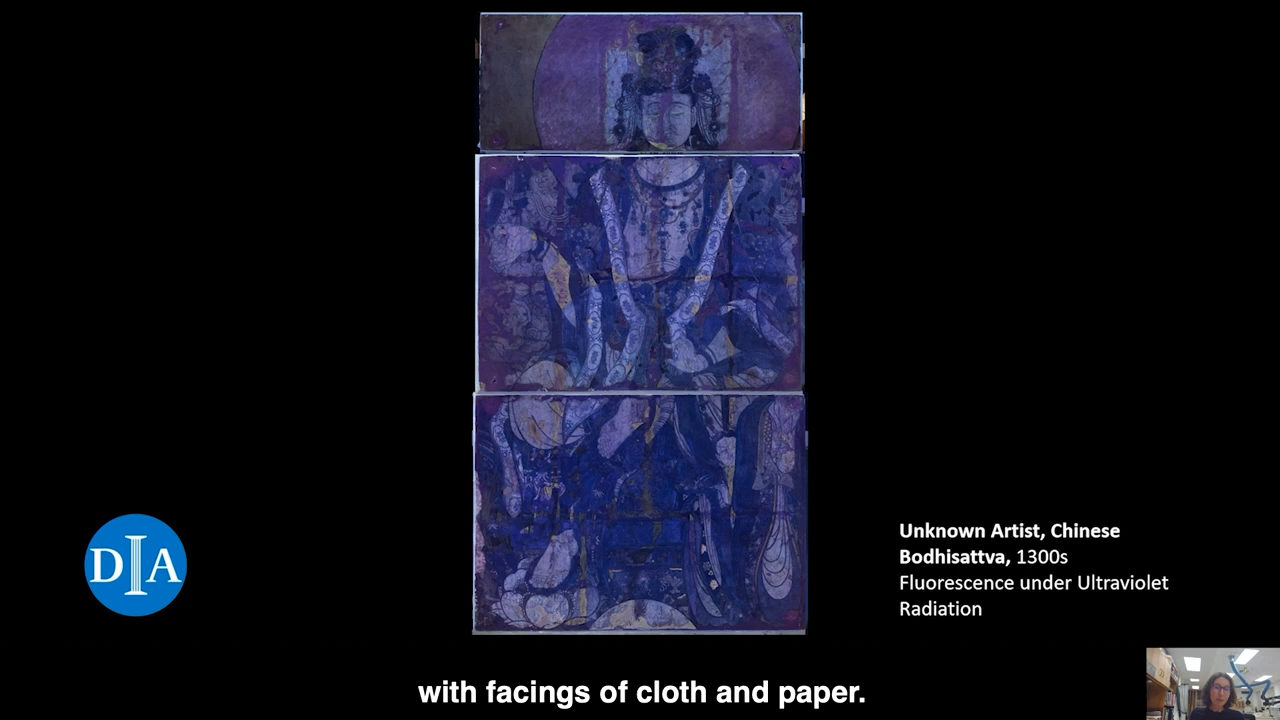 DIA
Unknown Artist, Chinese
Bodhisattva, 1300s
Fluorescence under Ultraviolet
Radiation
with facings of cloth and paper.